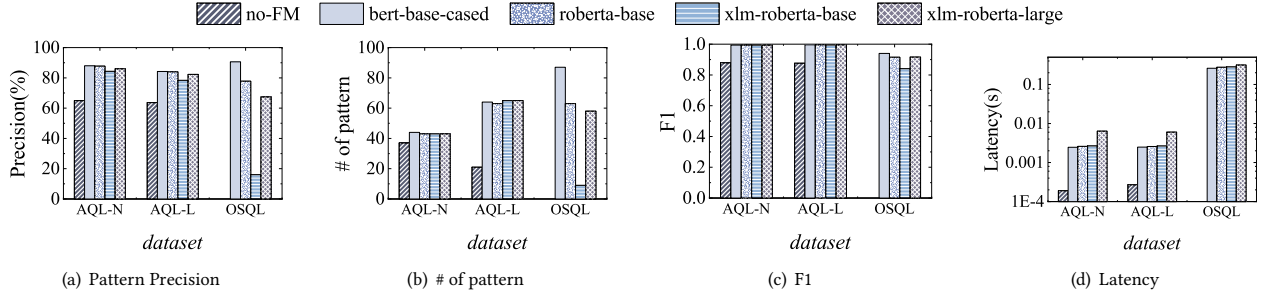 no-FM bert-base-cased roberta-base xlm-roberta-base xlm-roberta-large
Precision(%)
100
80
60
40
20
0
AQL-N AQL-L OSQL
dataset
(a) Pattern Precision
# of pattern
100
80
60
40
20
0
AQL-N AQL-L OSQL
dataset
(b) # of pattern
F1
1.0
0.8
0.6
0.4
0.2
0.0
AQL-N AQL-L OSQL
dataset
(c) F1
Latency(s)
0.1
0.01
0.001
1E-4
AQL-N AQL-L OSQL
dataset
(d) Latency